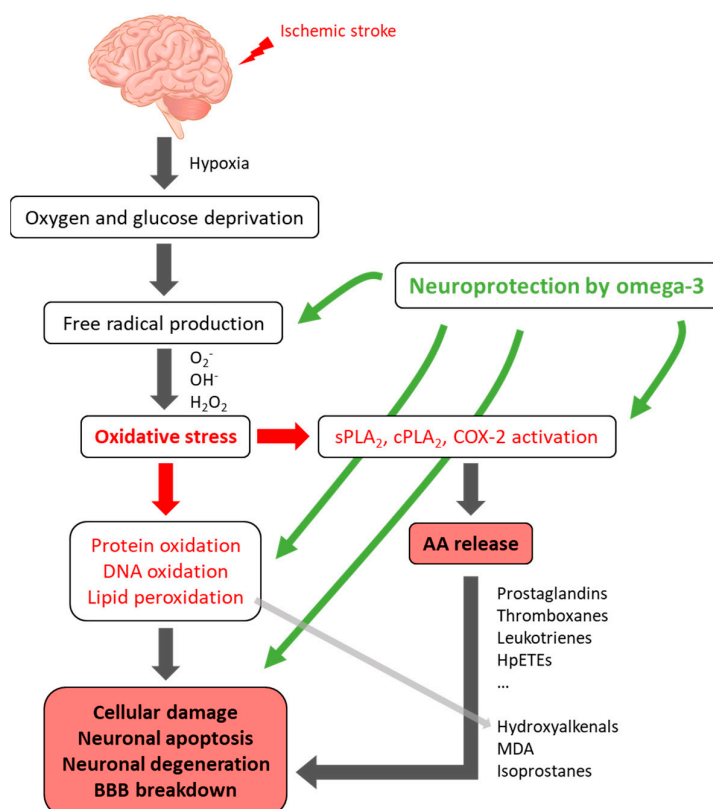 Ischemic stroke
Hypoxia
Oxygen and glucose deprivation
Neuroprotection by omega-3
Free radical production
O₂⁻
OH⁻
H₂O₂
Oxidative stress
sPLA₂, cPLA₂, COX-2 activation
Protein oxidation
DNA oxidation
Lipid peroxidation
AA release
Prostaglandins
Thromboxanes
Leukotrienes
HpETEs
...
Hydroxyalkenals
MDA
Isoprostanes
Cellular damage
Neuronal apoptosis
Neuronal degeneration
BBB breakdown